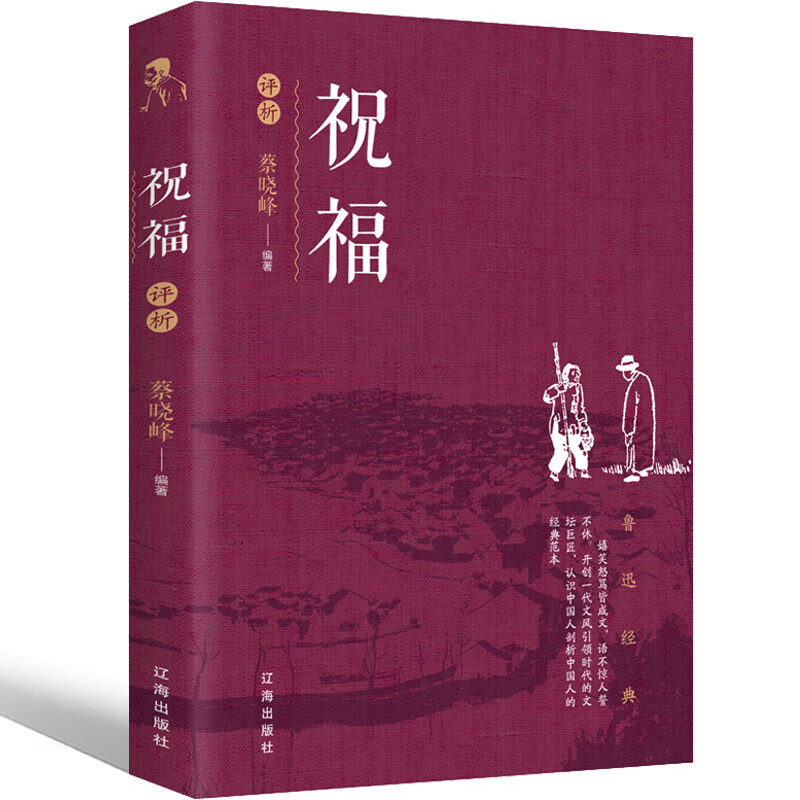 祝福
评析
蔡晓峰
编著
辽海出版社
祝福
评析
蔡晓峰
编著
鲁迅经典
嬉笑怒骂皆成文，语不惊人誓
不休。开创一代文风引领时代的文
坛巨匠，认识中国人剖析中国人的
经典范本
辽海出版社